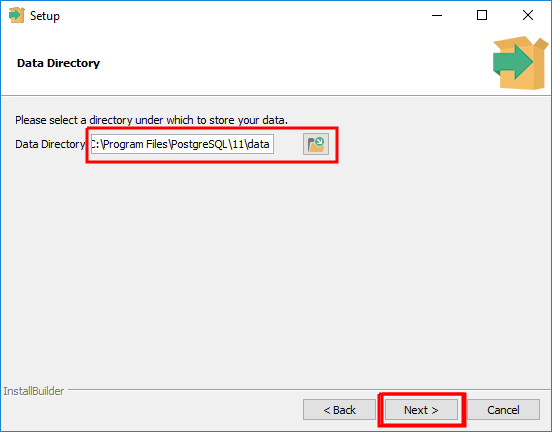 Setup
Data Directory
Please select a directory under which to store your data.
Data Directory C:\Program Files\PostgreSQL\11\data
InstallBuilder
< Back Next > Cancel